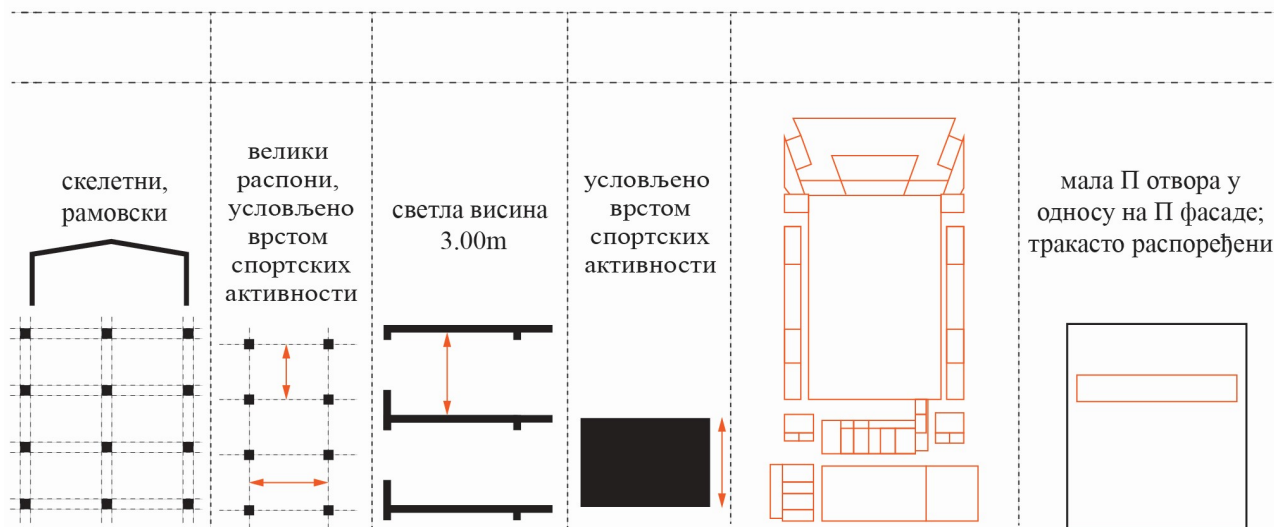 скелетни,
рамовски
велики
распони,
условљено
врстом
спортских
активности
светла висина
3.00m
условљено
врстом
спортских
активности
мала П отвора у
односу на П фасаде;
тракасто распоређени